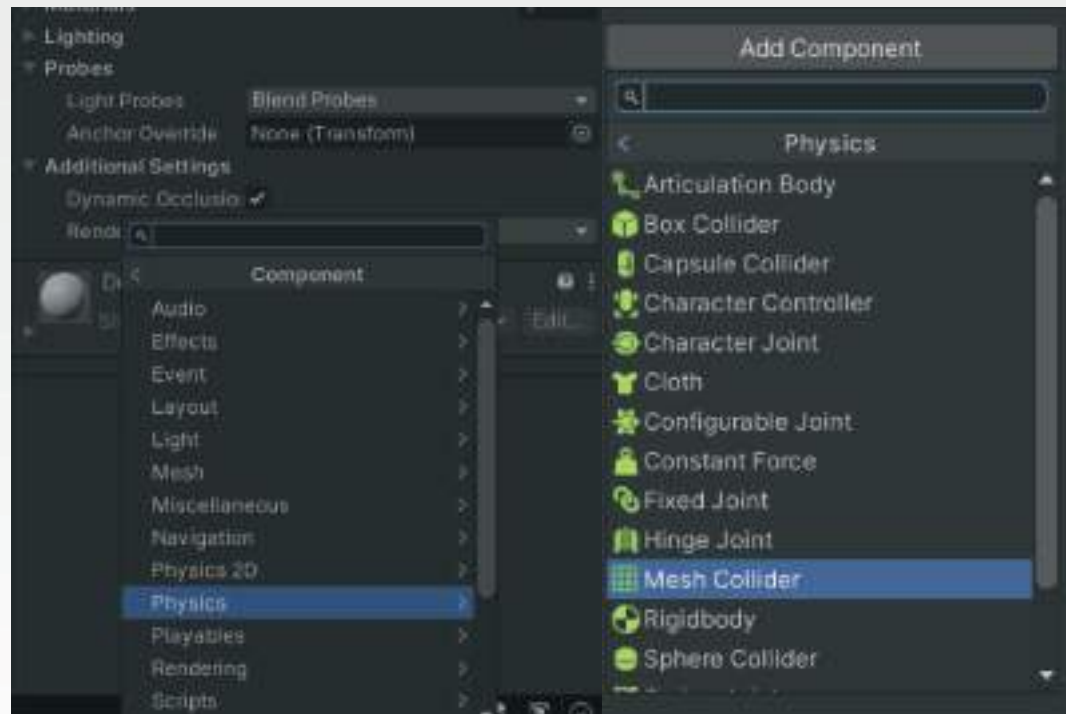 Materials
Lighting
Probes
Light Probes Blend Probes
Anchor Override None (Transform)
Additional Settings
Dynamic Occlusio
Rende
Component
Audio
Effects
Event
Layout
Light
Mesh
Miscellaneous
Navigation
Physics 2D
Physics
Playables
Rendering
Scripts
Edit...
Add Component
Physics
Articulation Body
Box Collider
Capsule Collider
Character Controller
Character Joint
Cloth
Configurable Joint
Constant Force
Fixed Joint
Hinge Joint
Mesh Collider
Rigidbody
Sphere Collider